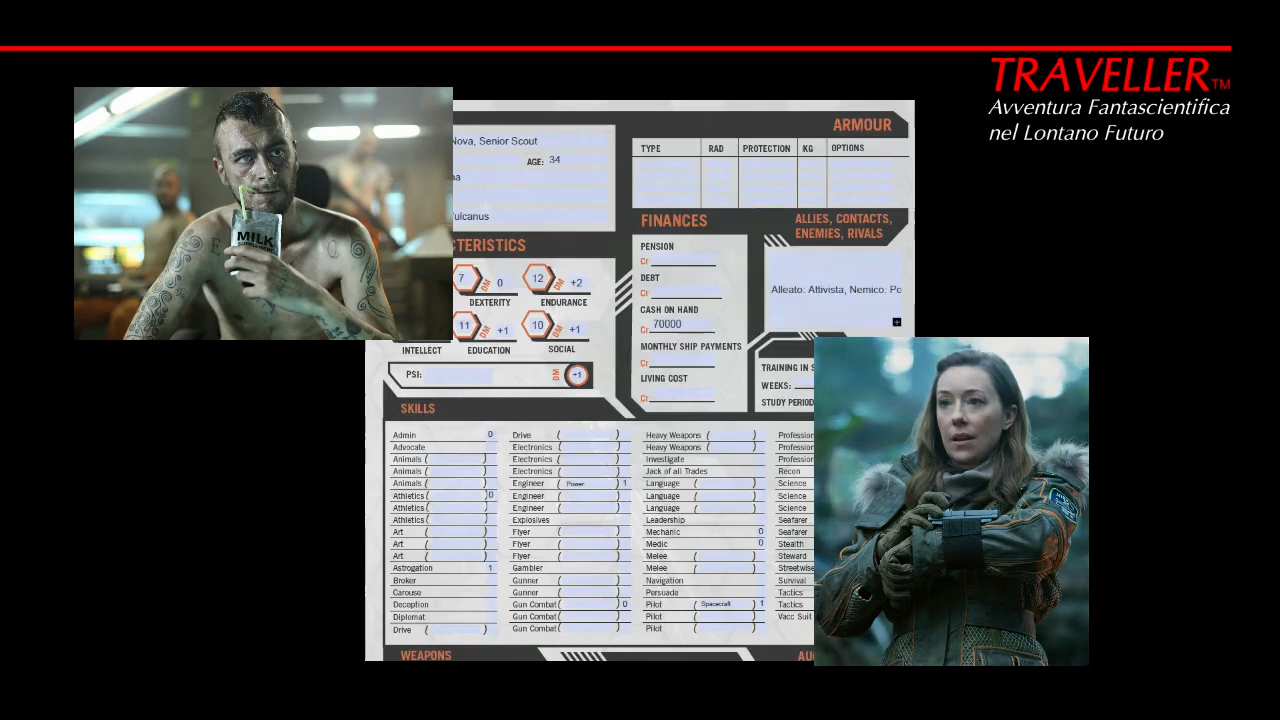 TRAVELLER™
Avventura Fantascientifica
nel Lontano Futuro
MILK
Nova, Senior Scout
AGE: 34
na
Vulcanus
CTERISTICS
7 DM 0
DEXTERITY
12 DM +2
ENDURANCE
INTELLECT
11 DM +1
EDUCATION
10 DM +1
SOCIAL
PSI: DM +1
ARMOUR
TYPE RAD PROTECTION KG OPTIONS
FINANCES
PENSION
Cr
DEBT
Cr
CASH ON HAND
Cr 70000
MONTHLY SHIP PAYMENTS
Cr
LIVING COST
Cr
ALLIES, CONTACTS,
ENEMIES, RIVALS
Alleato: Attivista, Nemico: Po
TRAINING IN S
WEEKS:
STUDY PERIOD
SKILLS
Admin 0
Advocate
Animals ( )
Animals ( )
Animals ( )
Athletics ( ) 0
Athletics ( )
Athletics ( )
Art ( )
Art ( )
Art ( )
Astrogation 1
Broker
Carouse
Deception
Diplomat
Drive ( )
Drive ( )
Electronics ( )
Electronics ( )
Electronics ( )
Engineer ( Power ) 1
Engineer ( )
Engineer ( )
Explosives
Flyer ( )
Flyer ( )
Flyer ( )
Gambler
Gunner ( )
Gunner ( )
Gun Combat ( ) 0
Gun Combat ( )
Gun Combat ( )
Heavy Weapons ( )
Heavy Weapons ( )
Investigate
Jack of all Trades
Language ( )
Language ( )
Language ( )
Leadership
Mechanic 0
Medic 0
Melee ( )
Melee ( )
Navigation
Persuade
Pilot ( Spacecraft ) 1
Pilot ( )
Pilot ( )
Profession
Profession
Profession
Recon
Science
Science
Science
Seafarer
Seafarer
Stealth
Steward
Streetwise
Survival
Tactics
Tactics
Vacc Suit
WEAPONS
AU